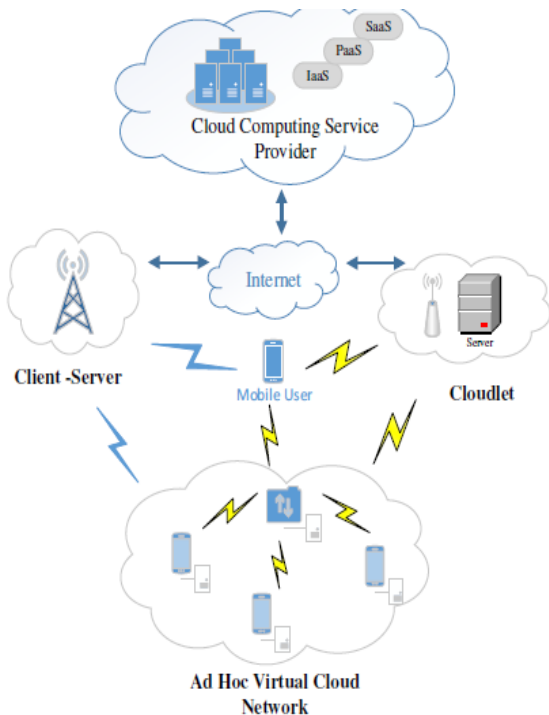 SaaS
PaaS
IaaS
Cloud Computing Service
Provider
Internet
Server
Client -Server
Mobile User
Cloudlet
Ad Hoc Virtual Cloud
Network